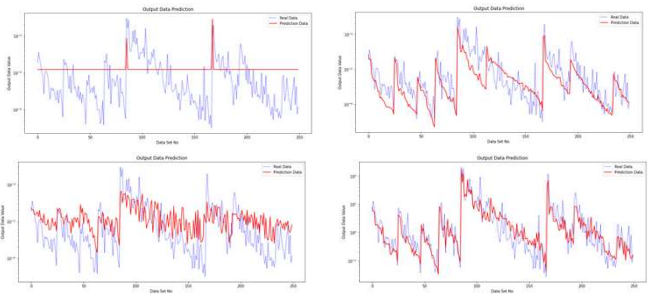 Output Data Prediction
Real Data
Prediction Data
Output Data Value
0
50
100
150
200
250
Data Set No
Output Data Prediction
Real Data
Prediction Data
Output Data Value
0
50
100
150
200
250
Data Set No
Output Data Prediction
Real Data
Prediction Data
Output Data Value
0
50
100
150
200
250
Data Set No
Output Data Prediction
Real Data
Prediction Data
Output Data Value
0
50
100
150
200
250
Data Set No